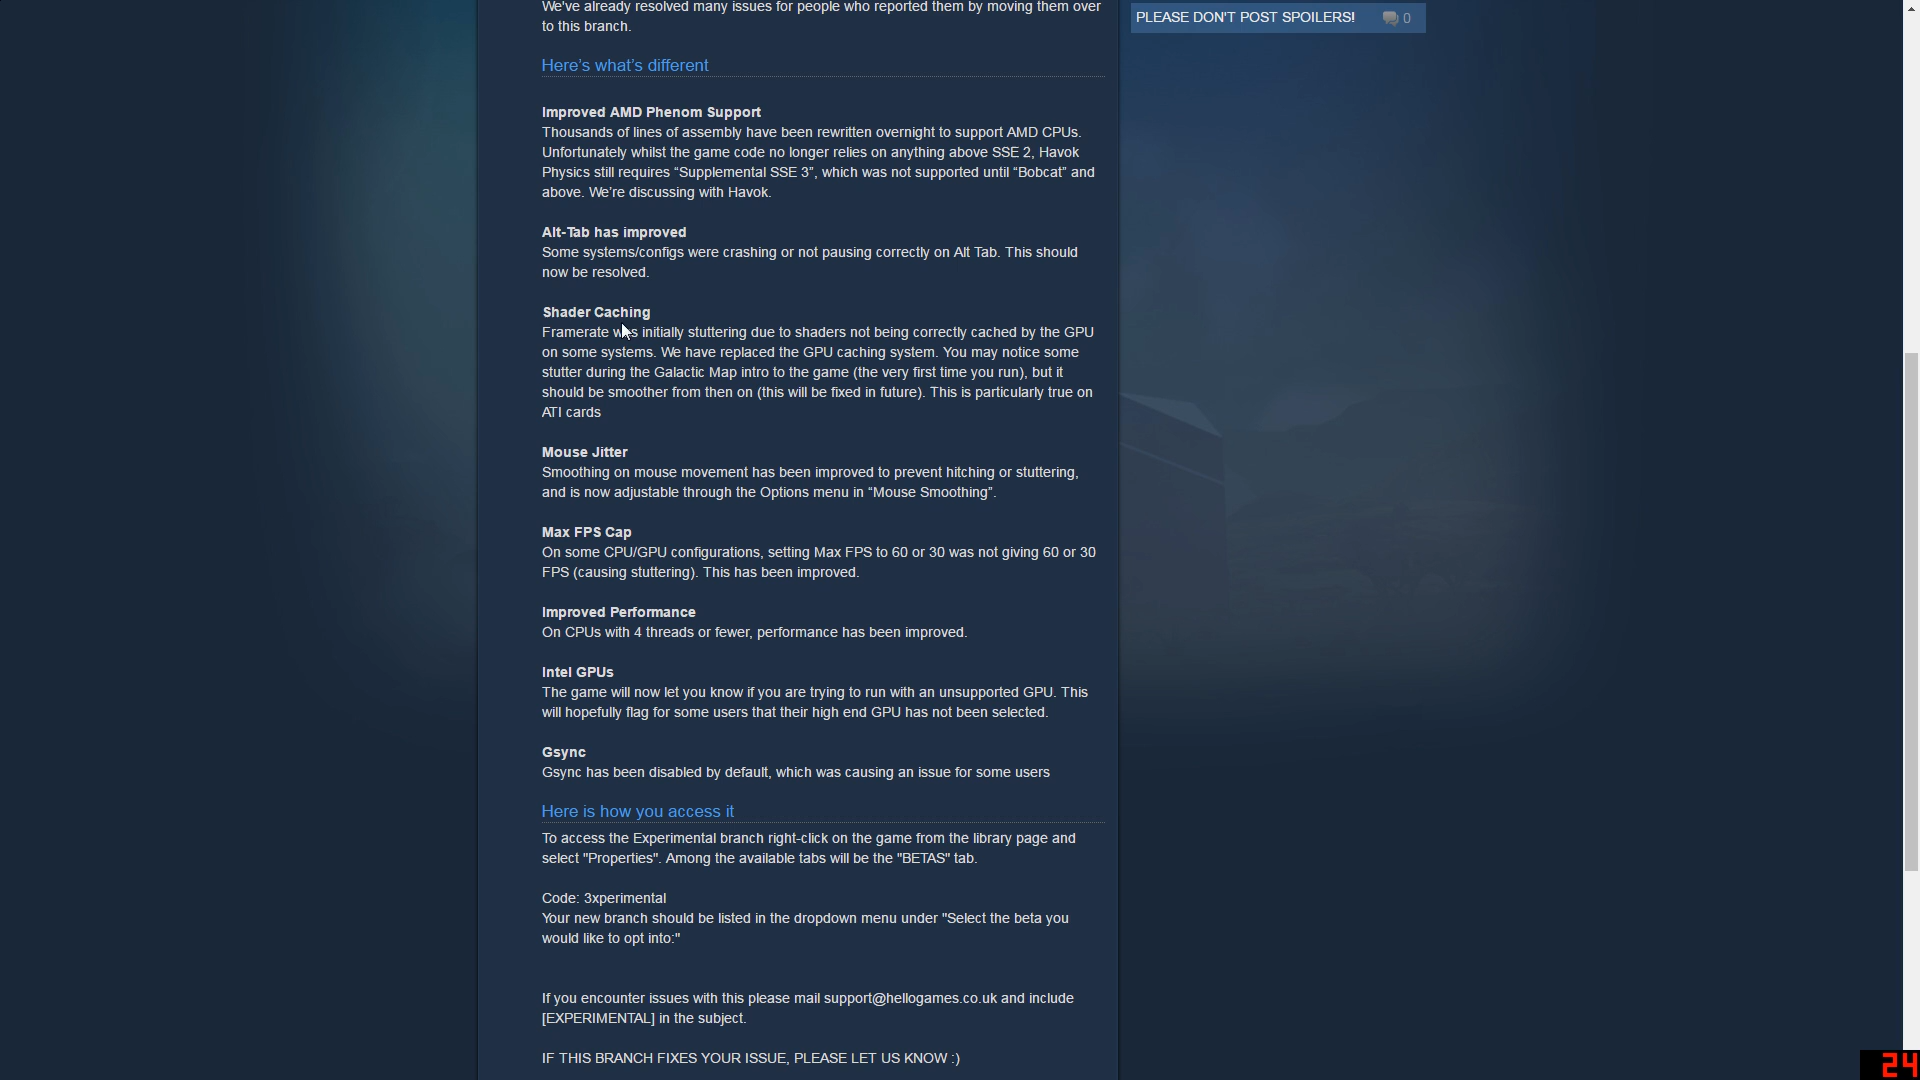 We've already resolved many issues for people who reported them by moving them over
to this branch.
PLEASE DON'T POST SPOILERS! 0
Here's what's different
Improved AMD Phenom Support
Thousands of lines of assembly have been rewritten overnight to support AMD CPUs.
Unfortunately whilst the game code no longer relies on anything above SSE 2, Havok
Physics still requires “Supplemental SSE 3”, which was not supported until “Bobcat” and
above. We're discussing with Havok.
Alt-Tab has improved
Some systems/configs were crashing or not pausing correctly on Alt Tab. This should
now be resolved.
Shader Caching
Framerate was initially stuttering due to shaders not being correctly cached by the GPU
on some systems. We have replaced the GPU caching system. You may notice some
stutter during the Galactic Map intro to the game (the very first time you run), but it
should be smoother from then on (this will be fixed in future). This is particularly true on
ATI cards
Mouse Jitter
Smoothing on mouse movement has been improved to prevent hitching or stuttering,
and is now adjustable through the Options menu in “Mouse Smoothing”.
Max FPS Cap
On some CPU/GPU configurations, setting Max FPS to 60 or 30 was not giving 60 or 30
FPS (causing stuttering). This has been improved.
Improved Performance
On CPUs with 4 threads or fewer, performance has been improved.
Intel GPUs
The game will now let you know if you are trying to run with an unsupported GPU. This
will hopefully flag for some users that their high end GPU has not been selected.
Gsync
Gsync has been disabled by default, which was causing an issue for some users
Here is how you access it
To access the Experimental branch right-click on the game from the library page and
select "Properties". Among the available tabs will be the "BETAS" tab.
Code: 3xperimental
Your new branch should be listed in the dropdown menu under "Select the beta you
would like to opt into:"
If you encounter issues with this please mail support@hellogames.co.uk and include
[EXPERIMENTAL] in the subject.
IF THIS BRANCH FIXES YOUR ISSUE, PLEASE LET US KNOW :)
24